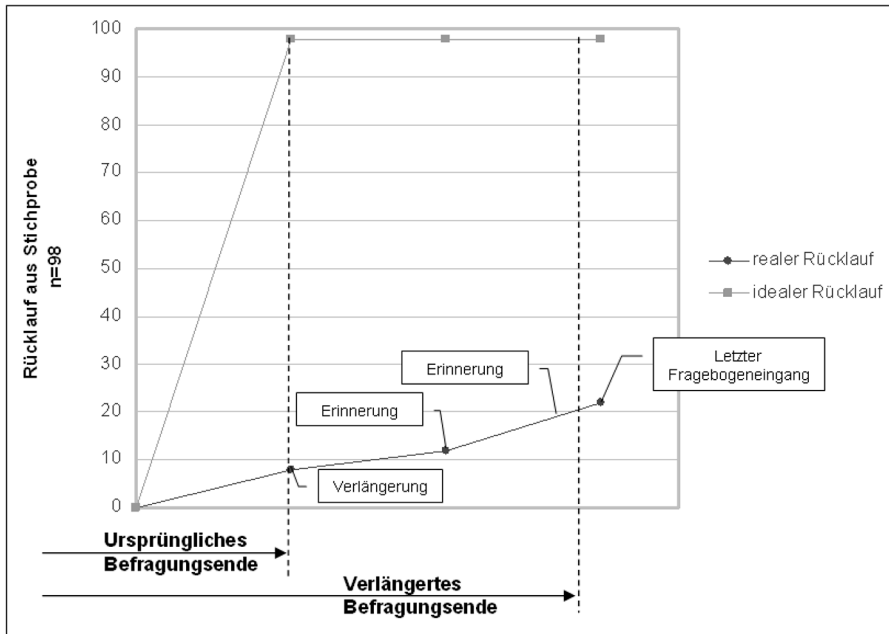 100
90
80
70
60
50
40
30
20
10
0
Rücklauf aus Stichprobe
n=98
realer Rücklauf
idealer Rücklauf
Erinnerung
Erinnerung
Letzter
Fragebogeneingang
Verlängerung
Ursprüngliches
Befragungsende
Verlängertes
Befragungsende